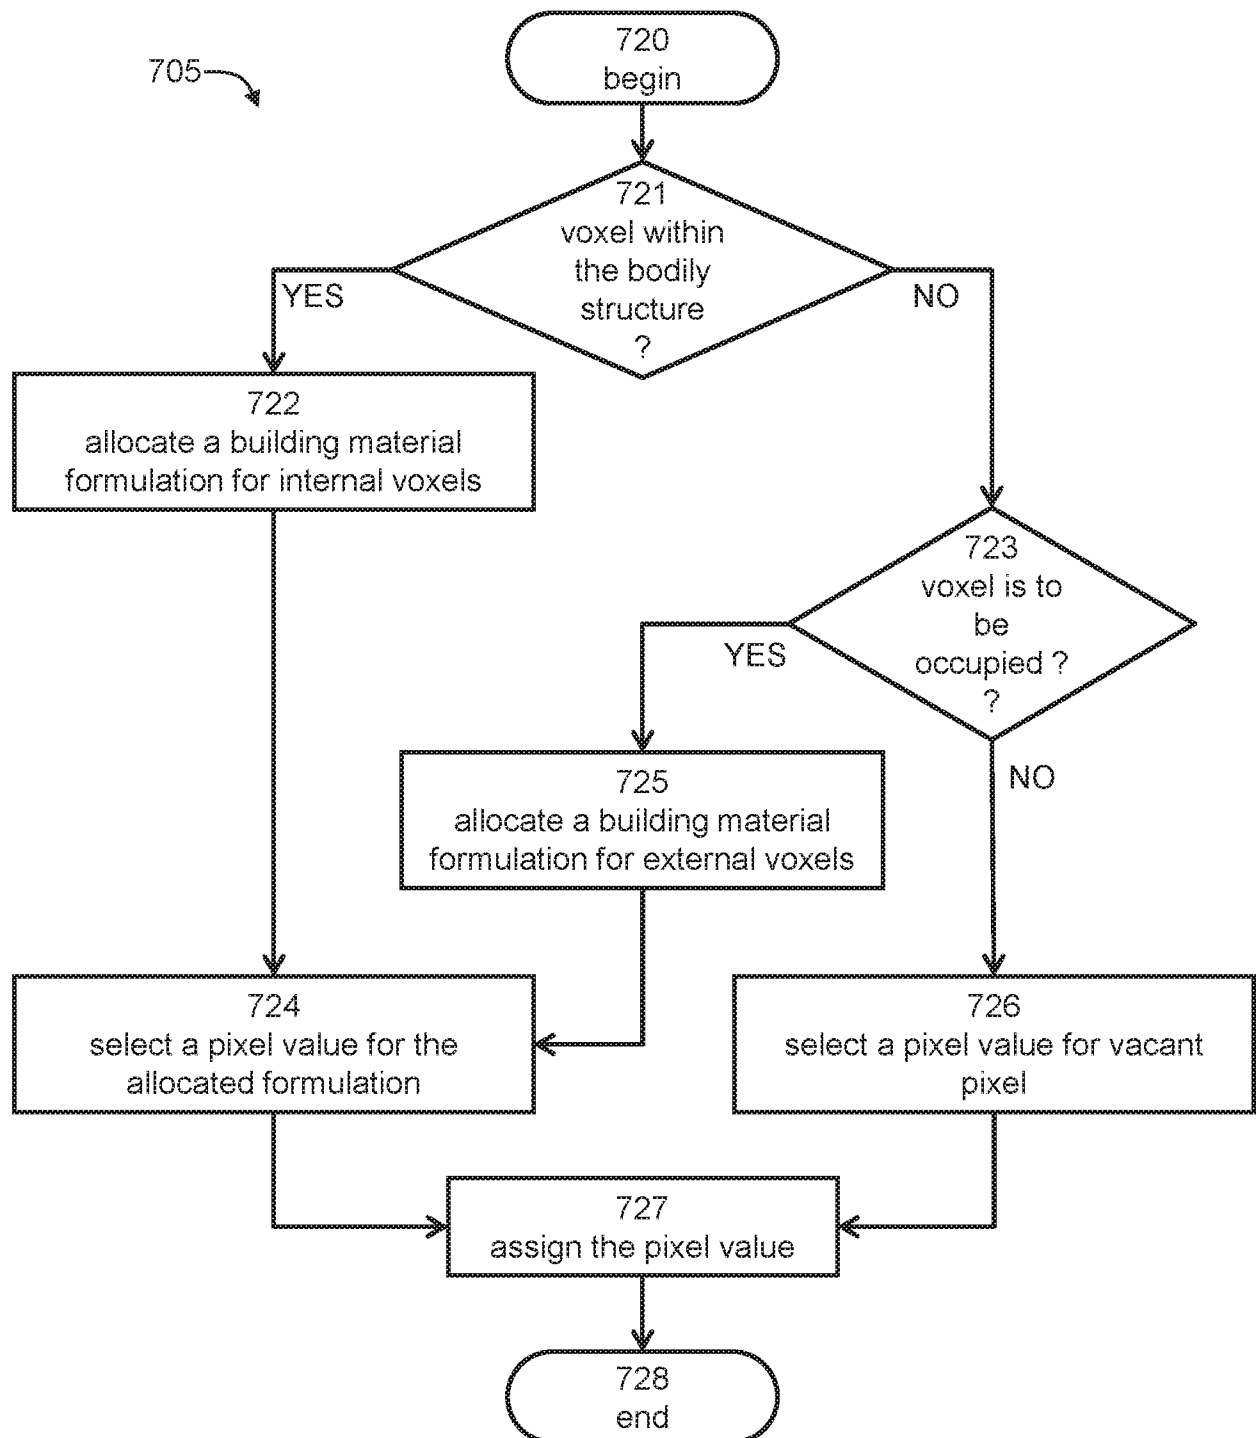 720
begin
705
721
voxel within
the bodily
structure
?
YES
NO
722
allocate a building material
formulation for internal voxels
723
voxel is to
be
occupied ?
?
YES
NO
725
allocate a building material
formulation for external voxels
724
select a pixel value for the
allocated formulation
726
select a pixel value for vacant
pixel
727
assign the pixel value
728
end